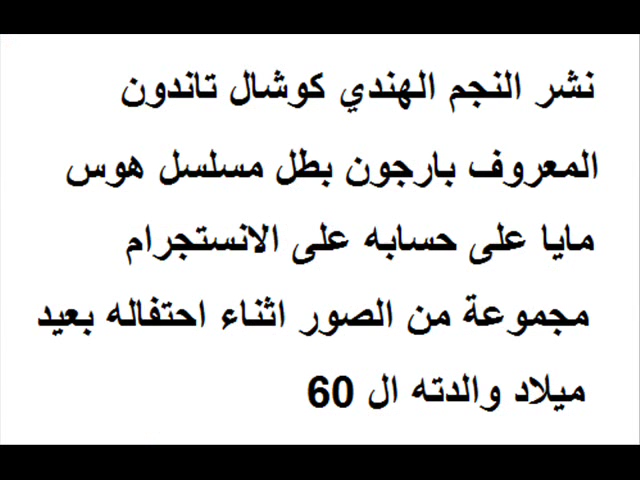 نشر النجم الهندي كوشال تاندون
المعروف بارجون بطل مسلسل هوس
مايا على حسابه على الانستجرام
مجموعة من الصور اثناء احتفاله بعيد
ميلاد والدته ال 60